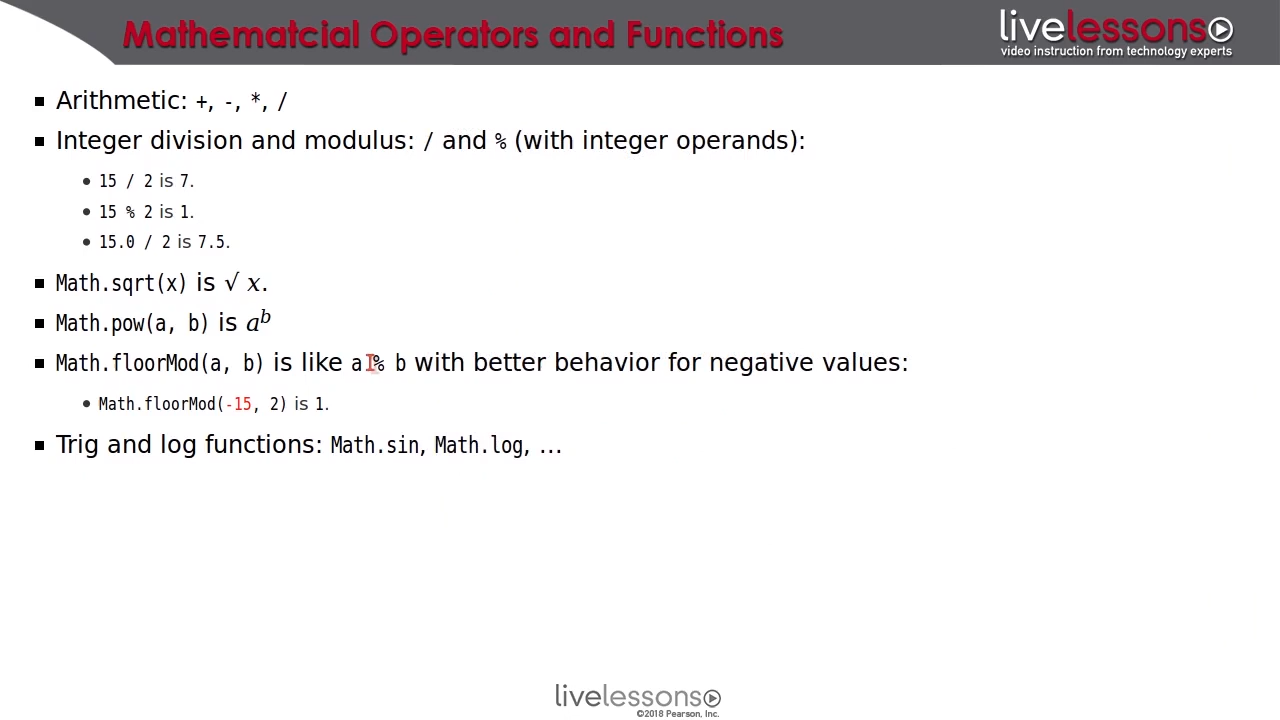 Mathematcial Operators and Functions
livelessons
video instruction from technology experts
Arithmetic: +, -, *, /
Integer division and modulus: / and % (with integer operands):
15 / 2 is 7.
15 % 2 is 1.
15.0 / 2 is 7.5.
Math.sqrt(x) is √ x.
Math.pow(a, b) is a^b
Math.floorMod(a, b) is like a % b with better behavior for negative values:
Math.floorMod(-15, 2) is 1.
Trig and log functions: Math.sin, Math.log, …
livelessons
©2018 Pearson, Inc.